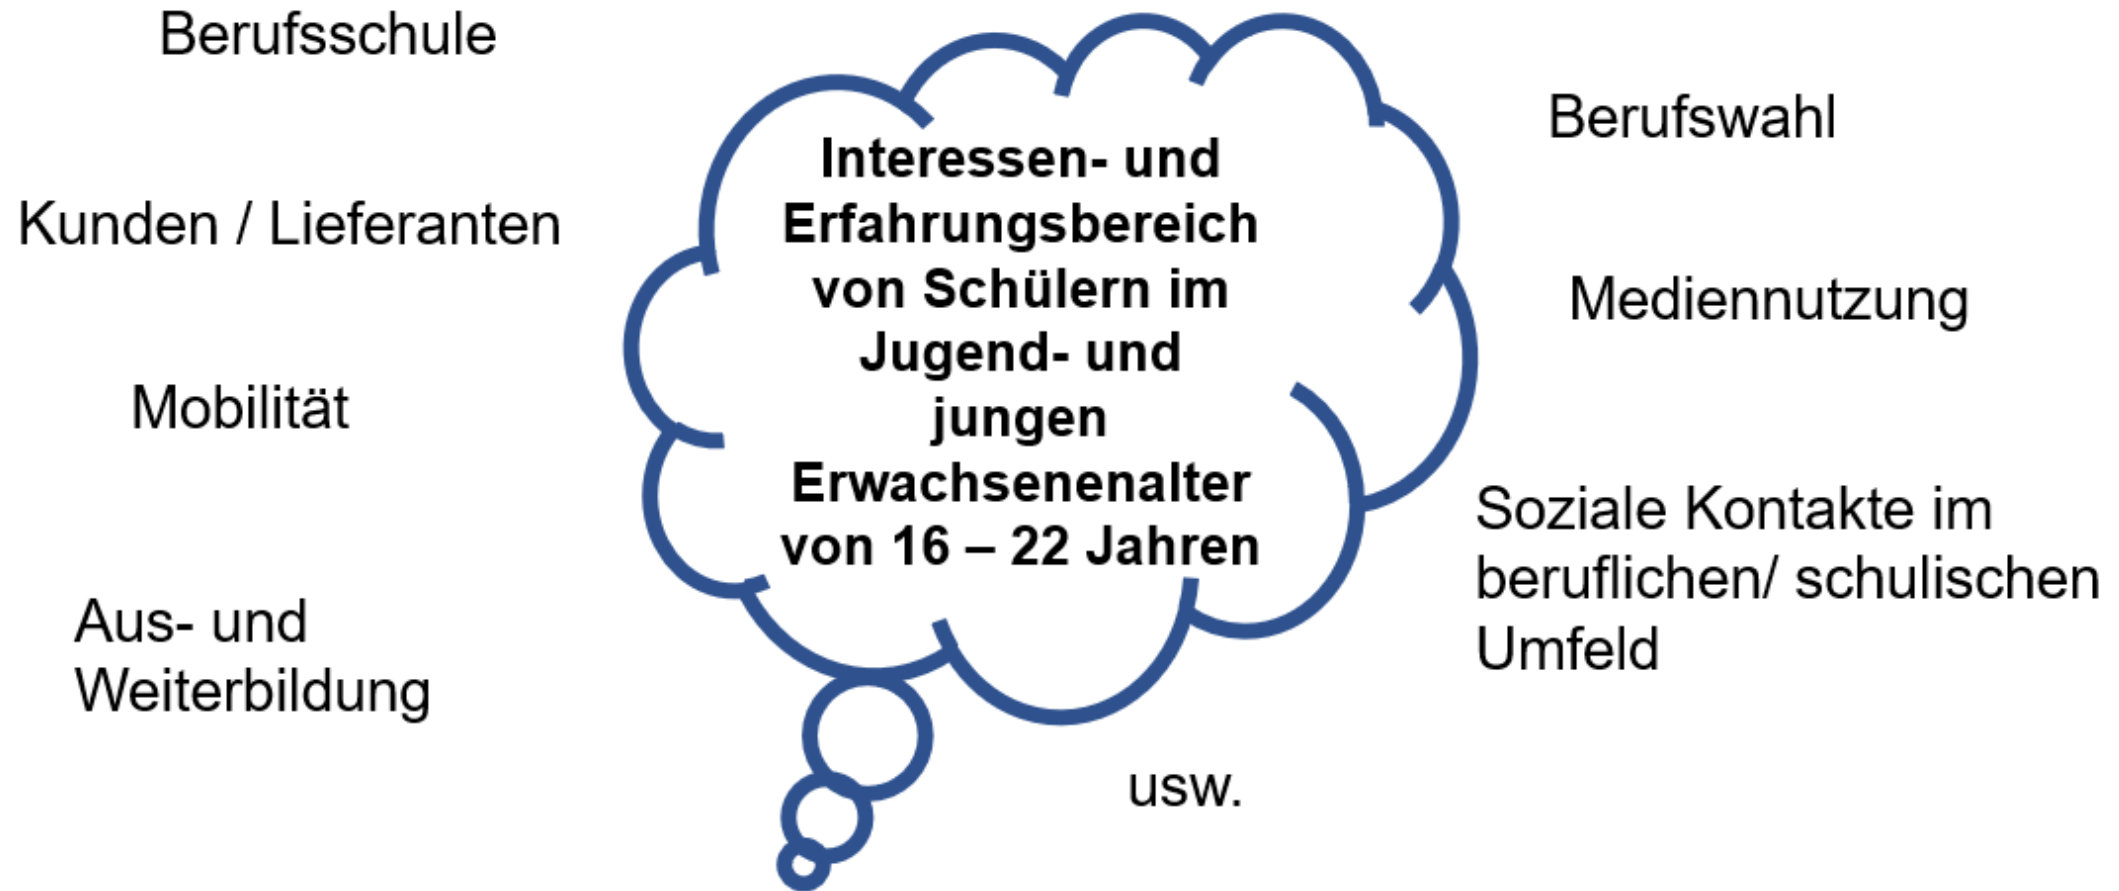 Berufsschule
Kunden / Lieferanten
Mobilität
Aus- und
Weiterbildung
Interessen- und
Erfahrungsbereich
von Schülern im
Jugend- und
jungen
Erwachsenenalter
von 16 – 22 Jahren
Berufswahl
Mediennutzung
Soziale Kontakte im
beruflichen/ schulischen
Umfeld
usw.